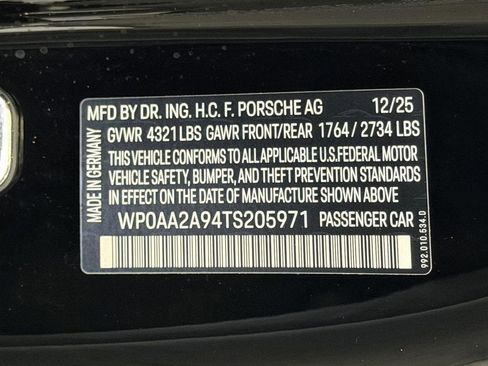 MFD BY DR. ING. H.C. F. PORSCHE AG 12/25
GVWR 4321 LBS GAWR FRONT/REAR 1764 / 2734 LBS
THIS VEHICLE CONFORMS TO ALL APPLICABLE U.S.FEDERAL MOTOR
VEHICLE SAFETY, BUMPER, AND THEFT PREVENTION STANDARDS
IN EFFECT ON THE DATE OF MANUFACTURE SHOWN ABOVE
WP0AA2A94TS205971 PASSENGER CAR
MADE IN GERMANY
992.010.534.D